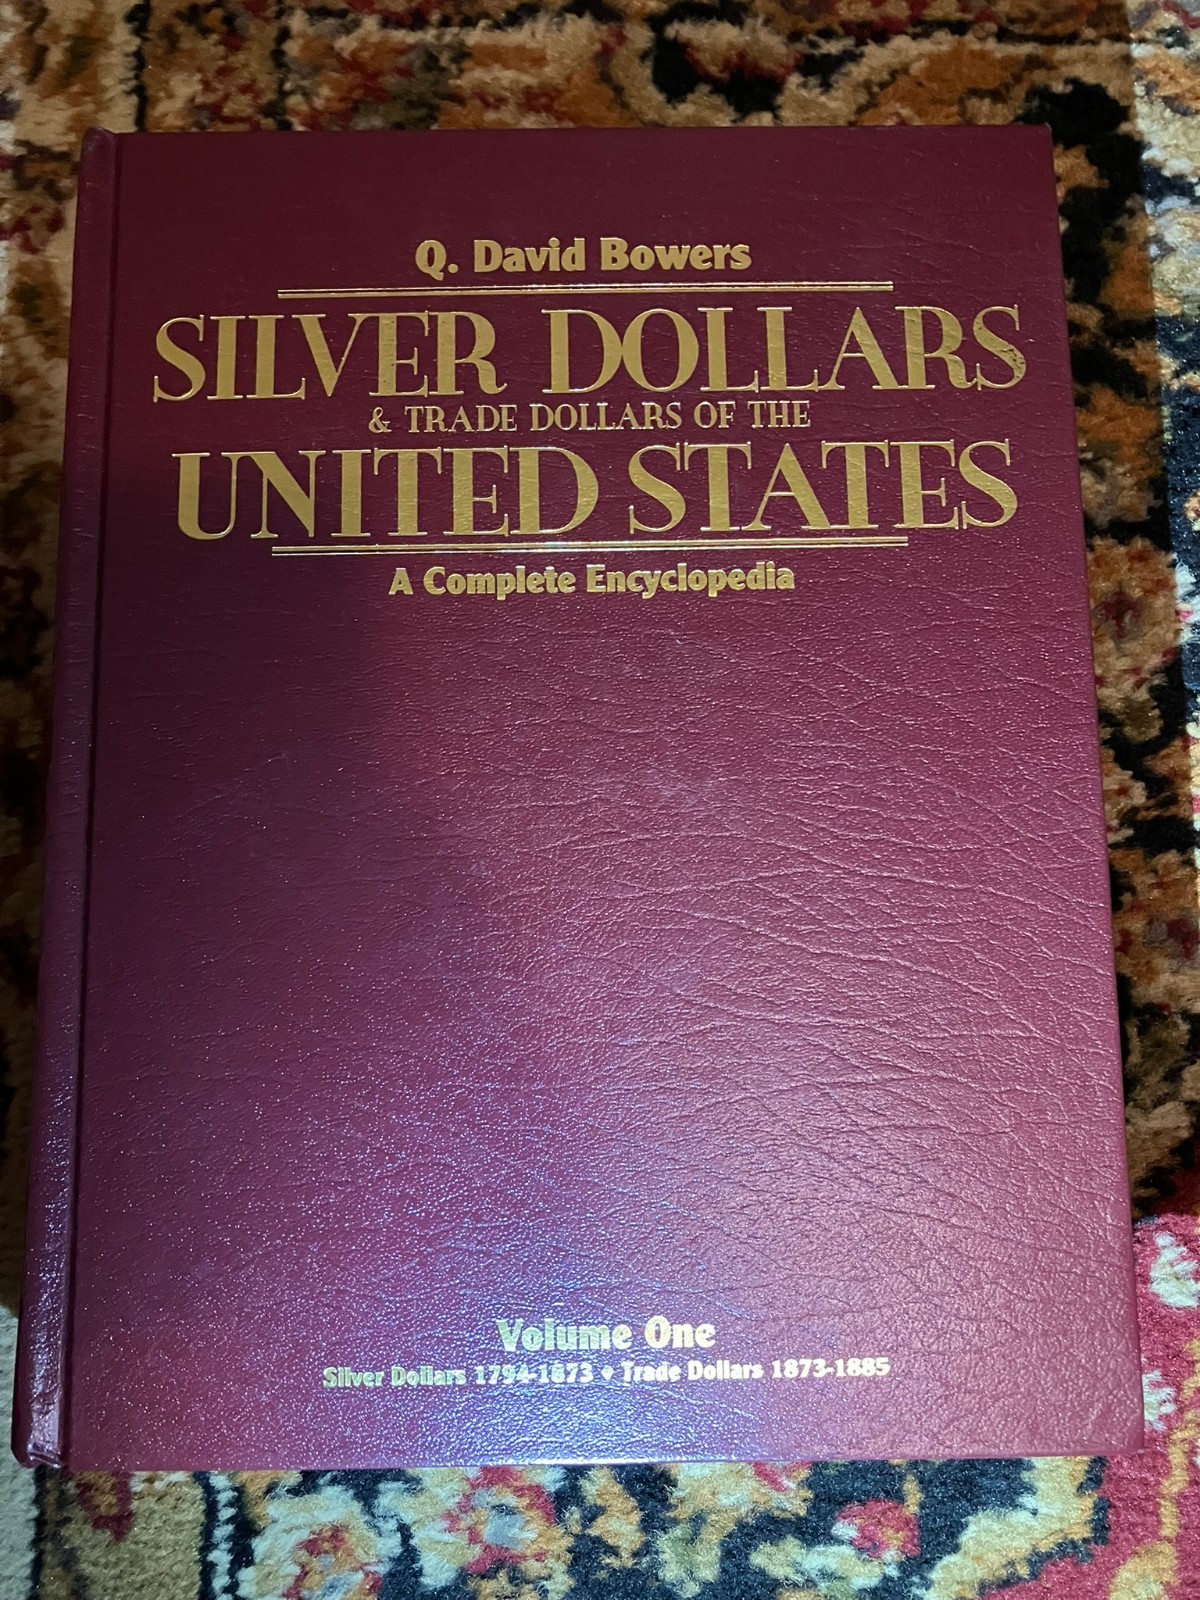 Q. David Bowers
SILVER DOLLARS
& TRADE DOLLARS OF THE
UNITED STATES
A Complete Encyclopedia
Volume One
Silver Dollars 1794-1873 ♦ Trade Dollars 1873-1885